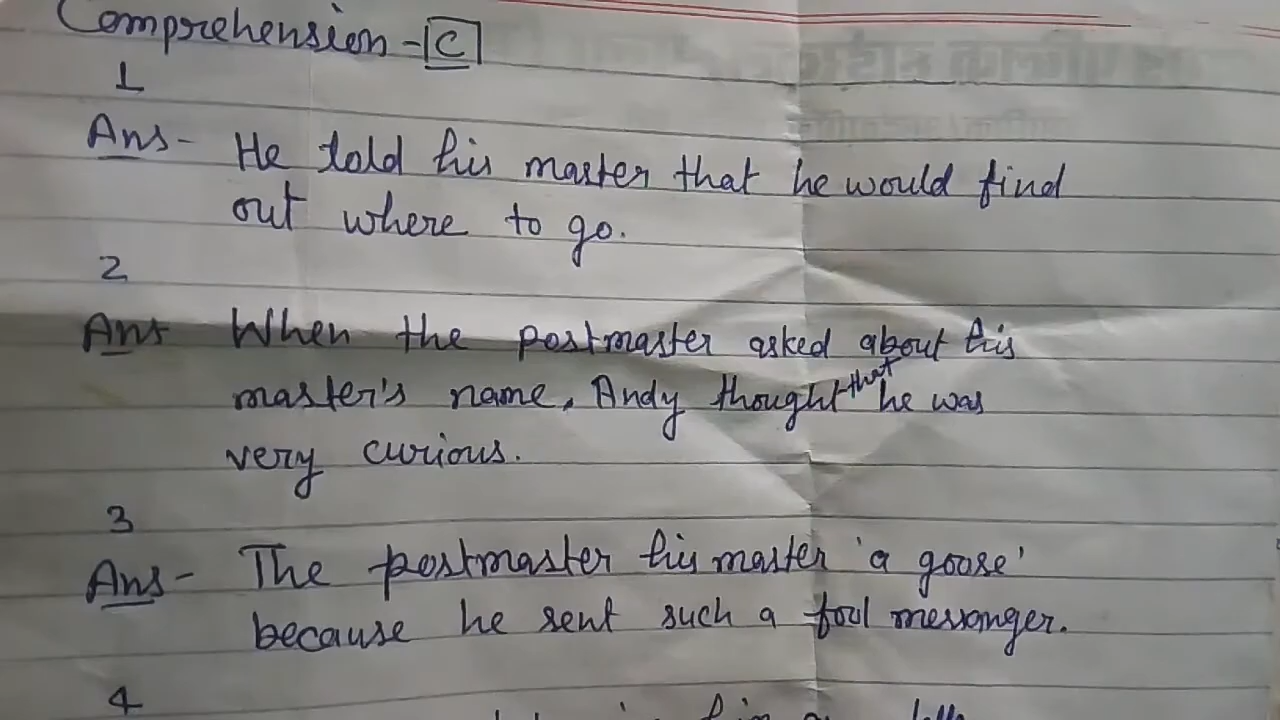 Comprehension - C
1
Ans - He told his master that he would find
out where to go.
2
Ans When the postmaster asked about his
master's name, Andy thought that he was
very curious.
3
Ans - The postmaster his master 'a goose'
because he sent such a fool messanger.
4